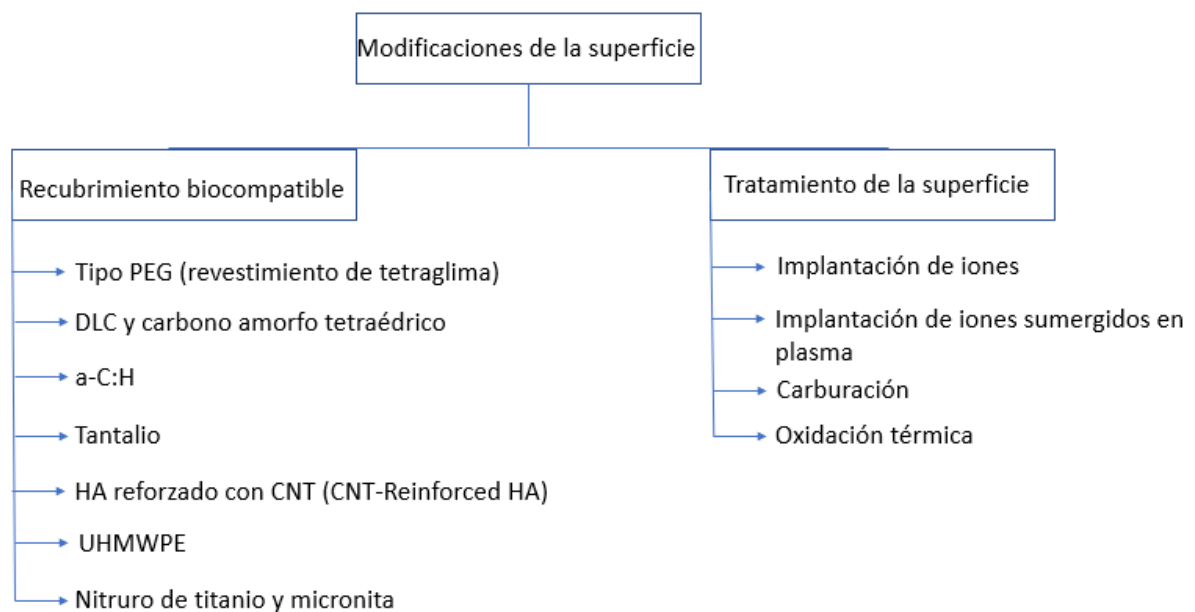 Modificaciones de la superficie
Recubrimiento biocompatible
Tipo PEG (revestimiento de tetraglima)
DLC y carbono amorfo tetraédrico
a-C:H
Tantalio
HA reforzado con CNT (CNT-Reinforced HA)
UHMWPE
Nitruro de titanio y micronita
Tratamiento de la superficie
Implantación de iones
Implantación de iones sumergidos en
plasma
Carburación
Oxidación térmica